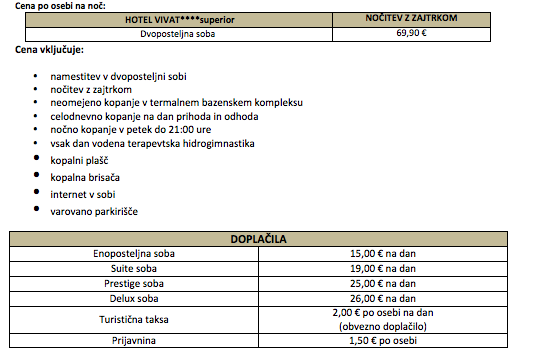 Cena po osebi na noč:
HOTEL VIVAT****superior NOČITEV Z ZAJTRKOM
Dvoposteljna soba 69,90 €
Cena vključuje:
• namestitev v dvoposteljni sobi
• nočitev z zajtrkom
• neomejeno kopanje v termalnem bazenskem kompleksu
• celodnevno kopanje na dan prihoda in odhoda
• nočno kopanje v petek do 21:00 ure
• vsak dan vodena terapevtska hidrogimnastika
• kopalni plašč
• kopalna brisača
• internet v sobi
• varovano parkirišče
DOPLAČILA
Enoposteljna soba 15,00 € na dan
Suite soba 19,00 € na dan
Prestige soba 25,00 € na dan
Delux soba 26,00 € na dan
Turistična taksa 2,00 € po osebi na dan
(obvezno doplačilo)
Prijavnina 1,50 € po osebi